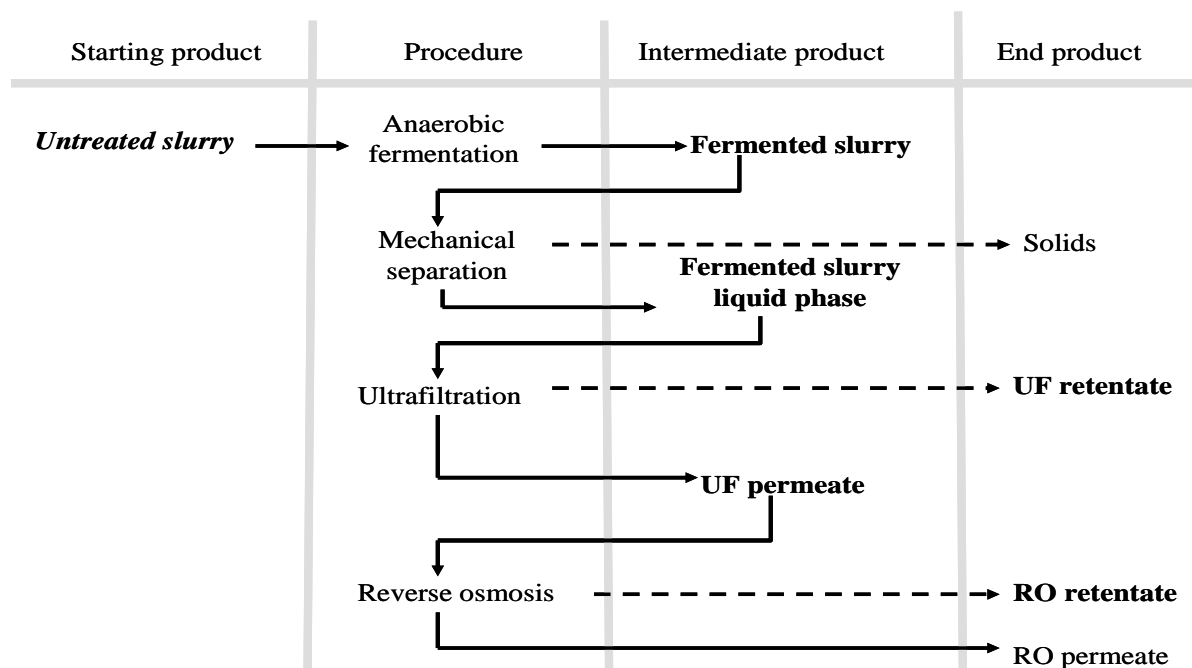 Starting product
Procedure
Intermediate product
End product
Untreated slurry
Anaerobic
fermentation
Fermented slurry
Mechanical
separation
Solids
Fermented slurry
liquid phase
Ultrafiltration
UF retentate
UF permeate
Reverse osmosis
RO retentate
RO permeate